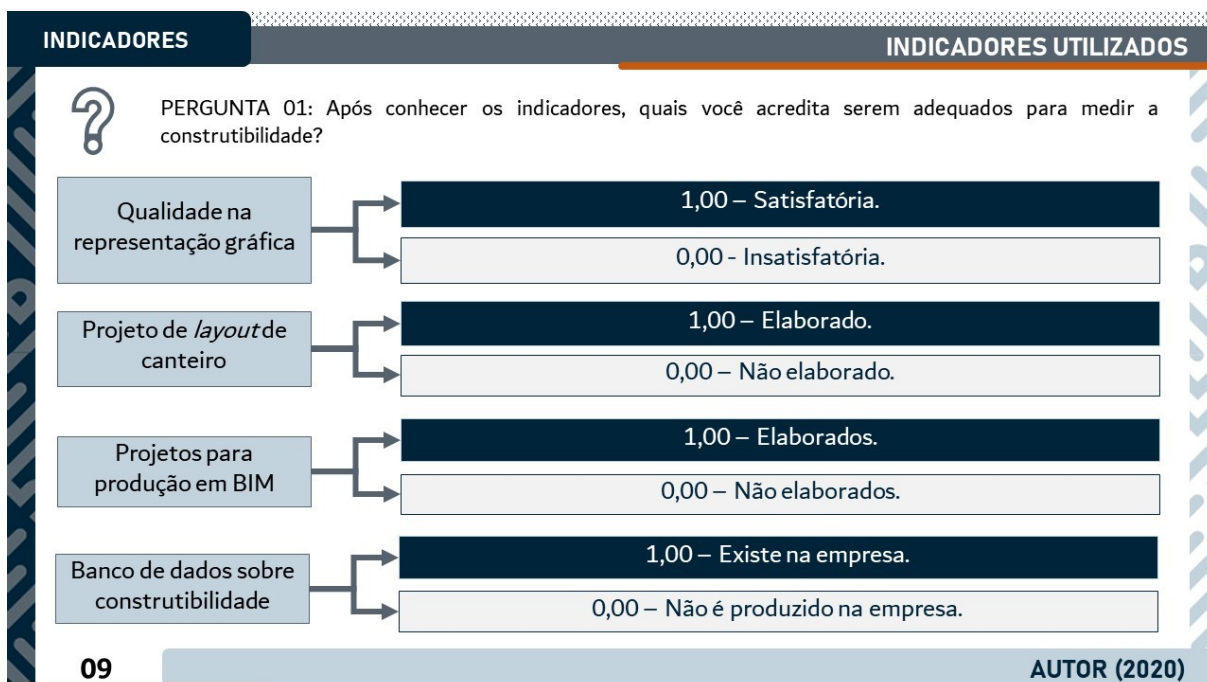 INDICADORES
INDICADORES UTILIZADOS
PERGUNTA 01: Após conhecer os indicadores, quais você acredita serem adequados para medir a
construtibilidade?
Qualidade na
representação gráfica
1,00 – Satisfatória.
0,00 - Insatisfatória.
Projeto de layout de
canteiro
1,00 – Elaborado.
0,00 – Não elaborado.
Projetos para
produção em BIM
1,00 – Elaborados.
0,00 – Não elaborados.
Banco de dados sobre
construtibilidade
1,00 – Existe na empresa.
0,00 – Não é produzido na empresa.
09
AUTOR (2020)